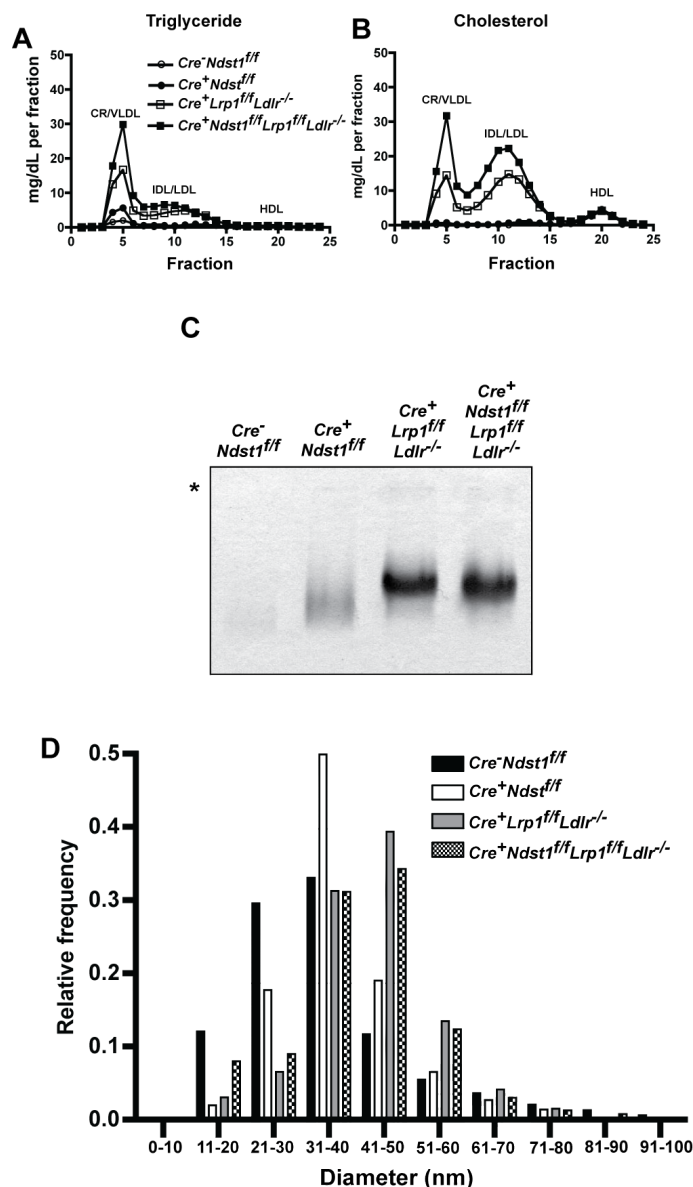 A
Triglyceride
mg/dL per fraction
50
40
30
20
10
0
0
5
10
15
20
25
Fraction
CR/VLDL
IDL/LDL
HDL
Cre-Ndst1f/f
Cre+Ndstf/f
Cre+Lrp1f/fLdlr-/-
Cre+Ndst1f/fLrp1f/fLdlr-/-
B
Cholesterol
mg/dL per fraction
50
40
30
20
10
0
0
5
10
15
20
25
Fraction
CR/VLDL
IDL/LDL
HDL
C
Cre-
Ndst1f/f
Cre+
Ndst1f/f
Cre+
Lrp1f/f
Ldlr-/-
Cre+
Ndst1f/f
Lrp1f/f
Ldlr-/-
*
D
Relative frequency
0.5
0.4
0.3
0.2
0.1
0.0
Cre-Ndst1f/f
Cre+Ndstf/f
Cre+Lrp1f/fLdlr-/-
Cre+Ndst1f/fLrp1f/fLdlr-/-
0-10 11-20 21-30 31-40 41-50 51-60 61-70 71-80 81-90 91-100
Diameter (nm)